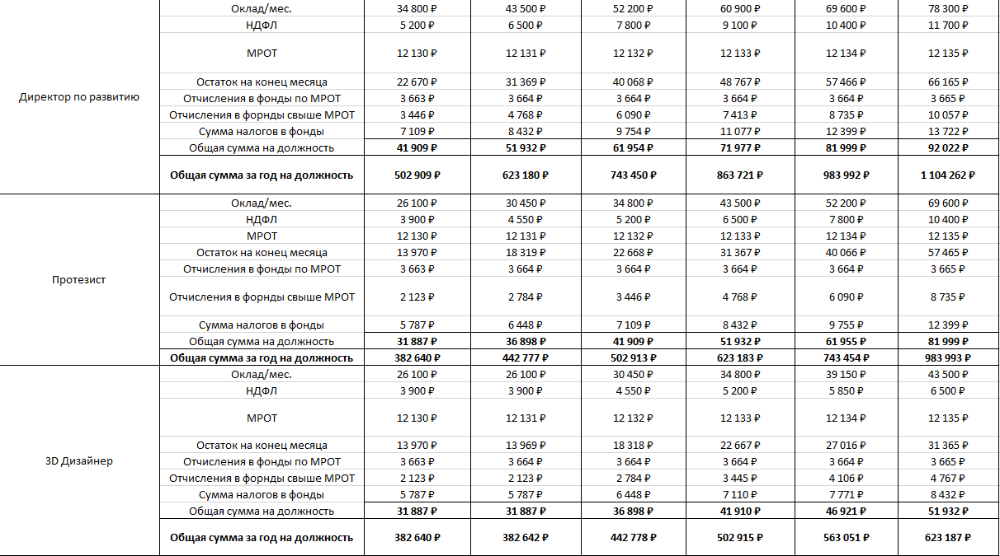 Оклад/мес. 34 800 ₽ 43 500 ₽ 52 200 ₽ 60 900 ₽ 69 600 ₽ 78 300 ₽
НДФЛ 5 200 ₽ 6 500 ₽ 7 800 ₽ 9 100 ₽ 10 400 ₽ 11 700 ₽
МРОТ 12 130 ₽ 12 131 ₽ 12 132 ₽ 12 133 ₽ 12 134 ₽ 12 135 ₽
Остаток на конец месяца 22 670 ₽ 31 369 ₽ 40 068 ₽ 48 767 ₽ 57 466 ₽ 66 165 ₽
Директор по развитию
Отчисления в фонды по МРОТ 3 663 ₽ 3 664 ₽ 3 664 ₽ 3 664 ₽ 3 664 ₽ 3 665 ₽
Отчисления в форнды свыше МРОТ 3 446 ₽ 4 768 ₽ 6 090 ₽ 7 413 ₽ 8 735 ₽ 10 057 ₽
Сумма налогов в фонды 7 109 ₽ 8 432 ₽ 9 754 ₽ 11 077 ₽ 12 399 ₽ 13 722 ₽
Общая сумма на должность 41 909 ₽ 51 932 ₽ 61 954 ₽ 71 977 ₽ 81 999 ₽ 92 022 ₽
Общая сумма за год на должность 502 909 ₽ 623 180 ₽ 743 450 ₽ 863 721 ₽ 983 992 ₽ 1 104 262 ₽
Оклад/мес. 26 100 ₽ 30 450 ₽ 34 800 ₽ 43 500 ₽ 52 200 ₽ 69 600 ₽
НДФЛ 3 900 ₽ 4 550 ₽ 5 200 ₽ 6 500 ₽ 7 800 ₽ 10 400 ₽
МРОТ 12 130 ₽ 12 131 ₽ 12 132 ₽ 12 133 ₽ 12 134 ₽ 12 135 ₽
Остаток на конец месяца 13 970 ₽ 18 319 ₽ 22 668 ₽ 31 367 ₽ 40 066 ₽ 57 465 ₽
Отчисления в фонды по МРОТ 3 663 ₽ 3 664 ₽ 3 664 ₽ 3 664 ₽ 3 664 ₽ 3 665 ₽
Протезист
Отчисления в форнды свыше МРОТ 2 123 ₽ 2 784 ₽ 3 446 ₽ 4 768 ₽ 6 090 ₽ 8 735 ₽
Сумма налогов в фонды 5 787 ₽ 6 448 ₽ 7 109 ₽ 8 432 ₽ 9 755 ₽ 12 399 ₽
Общая сумма на должность 31 887 ₽ 36 898 ₽ 41 909 ₽ 51 932 ₽ 61 955 ₽ 81 999 ₽
Общая сумма за год на должность 382 640 ₽ 442 777 ₽ 502 913 ₽ 623 183 ₽ 743 454 ₽ 983 993 ₽
Оклад/мес. 26 100 ₽ 26 100 ₽ 30 450 ₽ 34 800 ₽ 39 150 ₽ 43 500 ₽
НДФЛ 3 900 ₽ 3 900 ₽ 4 550 ₽ 5 200 ₽ 5 850 ₽ 6 500 ₽
МРОТ 12 130 ₽ 12 131 ₽ 12 132 ₽ 12 133 ₽ 12 134 ₽ 12 135 ₽
Остаток на конец месяца 13 970 ₽ 13 969 ₽ 18 318 ₽ 22 667 ₽ 27 016 ₽ 31 365 ₽
3D Дизайнер
Отчисления в фонды по МРОТ 3 663 ₽ 3 664 ₽ 3 664 ₽ 3 664 ₽ 3 664 ₽ 3 665 ₽
Отчисления в форнды свыше МРОТ 2 123 ₽ 2 123 ₽ 2 784 ₽ 3 445 ₽ 4 106 ₽ 4 767 ₽
Сумма налогов в фонды 5 787 ₽ 5 787 ₽ 6 448 ₽ 7 110 ₽ 7 771 ₽ 8 432 ₽
Общая сумма на должность 31 887 ₽ 31 887 ₽ 36 898 ₽ 41 910 ₽ 46 921 ₽ 51 932 ₽
Общая сумма за год на должность 382 640 ₽ 382 642 ₽ 442 778 ₽ 502 915 ₽ 563 051 ₽ 623 187 ₽